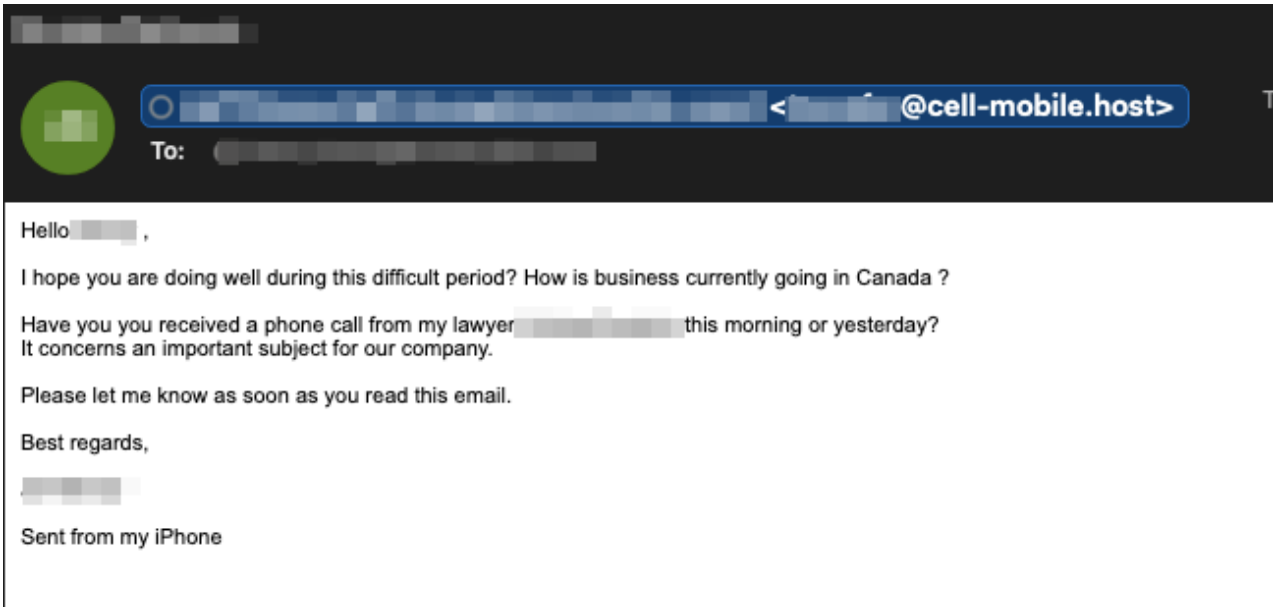 <@cell-mobile.host>
T
To:
Hello ,
I hope you are doing well during this difficult period? How is business currently going in Canada ?
Have you you received a phone call from my lawyer this morning or yesterday?
It concerns an important subject for our company.
Please let me know as soon as you read this email.
Best regards,
Sent from my iPhone